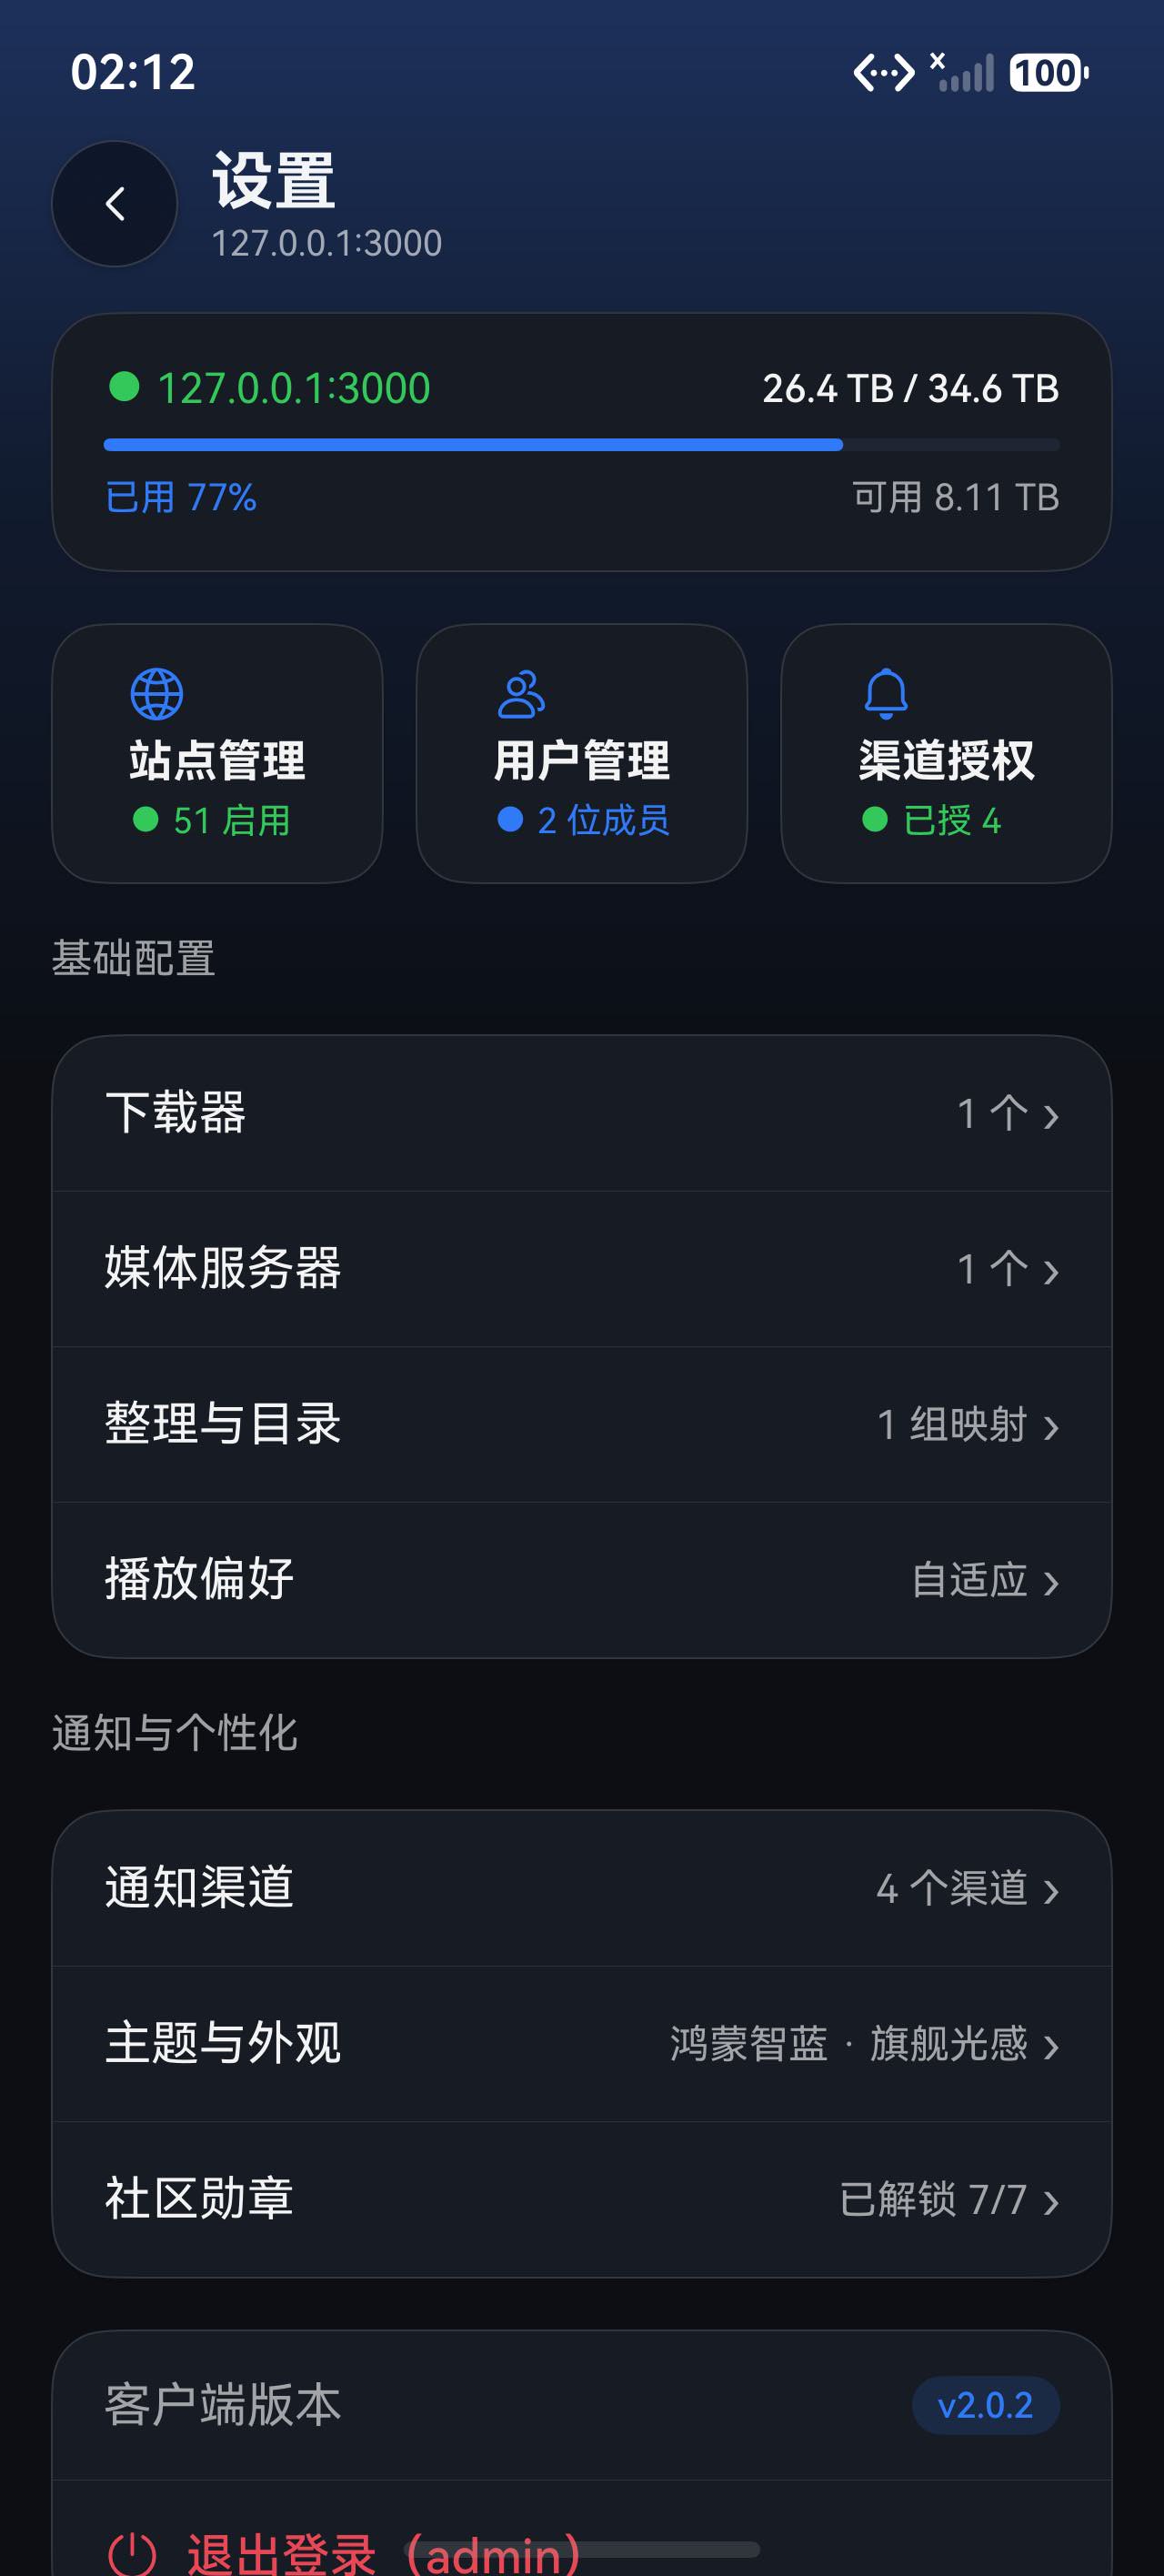 02:12
100
设置
127.0.0.1:3000
127.0.0.1:3000
26.4 TB / 34.6 TB
已用 77%
可用 8.11 TB
站点管理
51 启用
用户管理
2 位成员
渠道授权
已授 4
基础配置
下载器
1 个
媒体服务器
1 个
整理与目录
1 组映射
播放偏好
自适应
通知与个性化
通知渠道
4 个渠道
主题与外观
鸿蒙智蓝 · 旗舰光感
社区勋章
已解锁 7/7
客户端版本
v2.0.2
退出登录（admin）